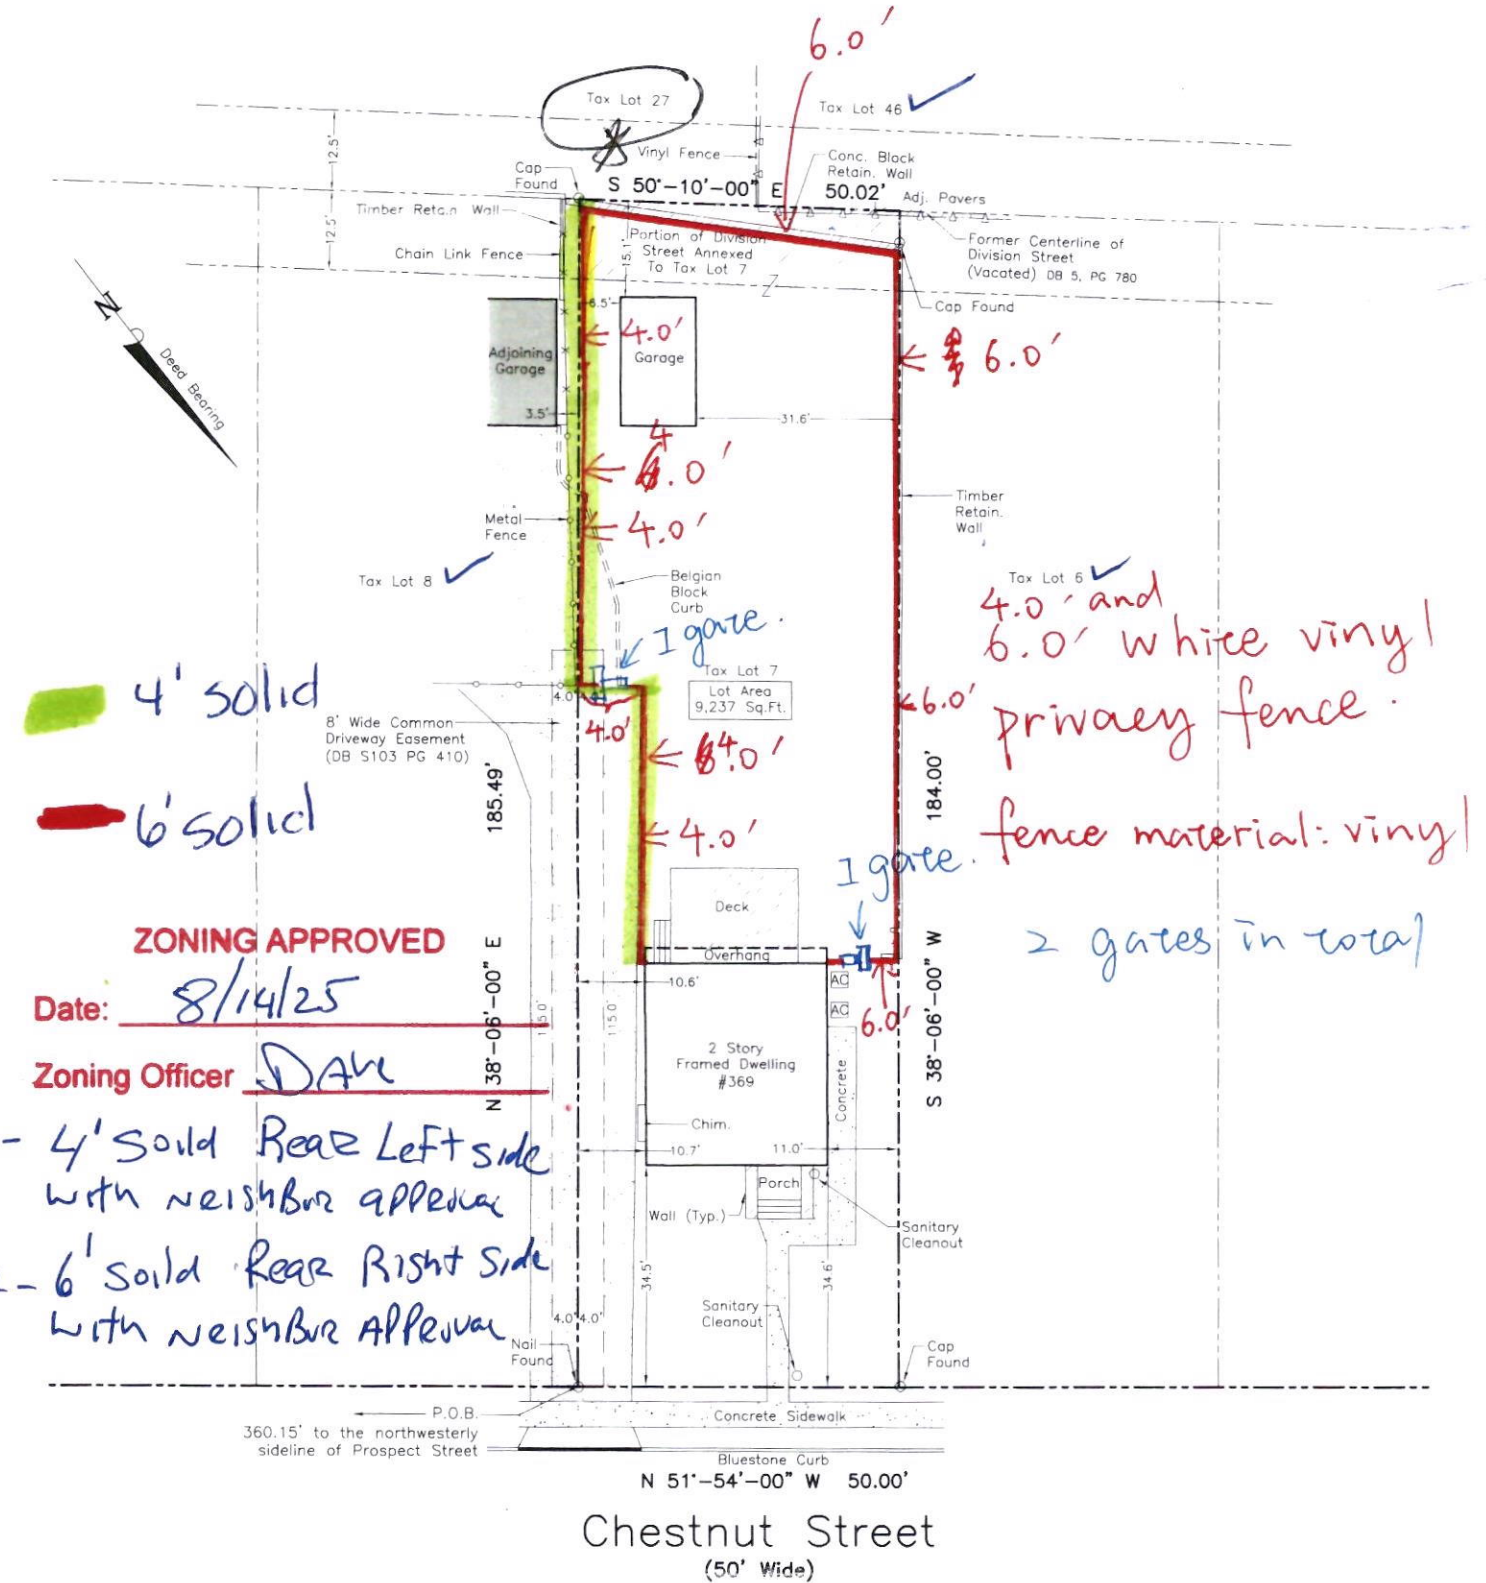 6.0'
Tax Lot 27
Tax Lot 46
12.5'
Vinyl Fence
Conc. Block
Retain. Wall
Cap
Found
S 50°-10'-00" E 50.02'
Adj. Pavers
Timber Retain Wall
12.5'
Chain Link Fence
Portion of Division
Street Annexed
To Tax Lot 7
15.1'
Former Centerline of
Division Street
(Vacated) DB 5, PG 780
N
Deed Bearing
6.5'
Cap Found
4.0'
Adjoining
Garage
Garage
6.0'
3.5'
31.6'
4
.0'
Timber
Retain.
Wall
Metal
Fence
4.0'
Tax Lot 8
Belgian
Block
Curb
Tax Lot 6
1 gate.
4.0' and
6.0' white vinyl
privacy fence.
4' solid
Tax Lot 7
Lot Area
9,237 Sq.Ft.
4.0'
4.0'
6.0'
8' Wide Common
Driveway Easement
(DB 5103 PG 410)
4.0'
185.49'
184.00'
6' solid
4.0'
fence material: vinyl
1 gate.
Deck
2 gates in total
ZONING APPROVED
N 38°-06'-00" E
S 38°-06'-00" W
Overhang
10.6'
AC
AC
6.0'
Date: 8/14/25
115.0'
115.0'
2 Story
Framed Dwelling
#369
Concrete
Zoning Officer Dave
Chim.
- 4' Soild Rear Left side
with Neishbur approval
10.7'
11.0'
Porch
Wall (Typ.)
Sanitary
Cleanout
- 6' Soild Rear Right Side
with Neishbur Approval
34.5'
34.6'
Sanitary
Cleanout
4.0' 4.0'
Nail
Found
Cap
Found
P.O.B.
360.15' to the northwesterly
sideline of Prospect Street
Concrete Sidewalk
Bluestone Curb
N 51°-54'-00" W 50.00'
Chestnut Street
(50' Wide)